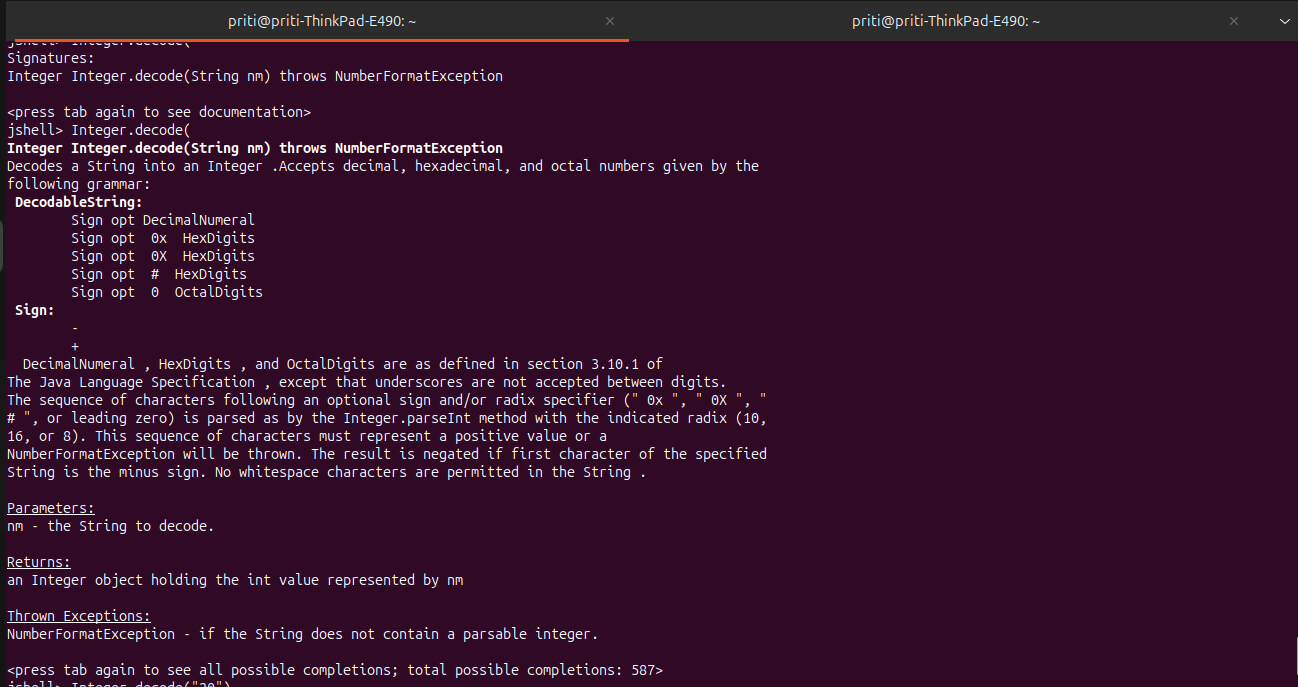 priti@priti-ThinkPad-E490: ~ × priti@priti-ThinkPad-E490: ~ ×
jshell> Integer.decode(
Signatures:
Integer Integer.decode(String nm) throws NumberFormatException
<press tab again to see documentation>
jshell> Integer.decode(
Integer Integer.decode(String nm) throws NumberFormatException
Decodes a String into an Integer .Accepts decimal, hexadecimal, and octal numbers given by the
following grammar:
DecodableString:
Sign opt DecimalNumeral
Sign opt  0x  HexDigits
Sign opt  0X  HexDigits
Sign opt  #  HexDigits
Sign opt  0  OctalDigits
Sign:
-
+
DecimalNumeral , HexDigits , and OctalDigits are as defined in section 3.10.1 of
The Java Language Specification , except that underscores are not accepted between digits.
The sequence of characters following an optional sign and/or radix specifier (" 0x ", " 0X ", "
# ", or leading zero) is parsed as by the Integer.parseInt method with the indicated radix (10,
16, or 8). This sequence of characters must represent a positive value or a
NumberFormatException will be thrown. The result is negated if first character of the specified
String is the minus sign. No whitespace characters are permitted in the String .
Parameters:
nm - the String to decode.
Returns:
an Integer object holding the int value represented by nm
Thrown Exceptions:
NumberFormatException - if the String does not contain a parsable integer.
<press tab again to see all possible completions; total possible completions: 587>
jshell> Integer.decode("20")